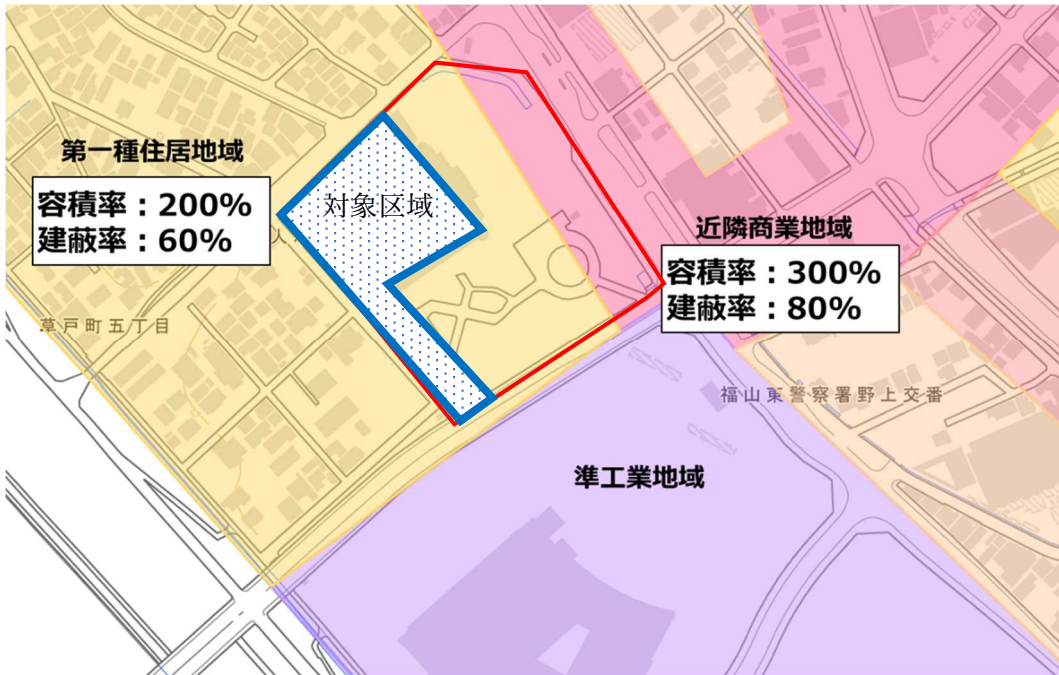 第一種住居地域
容積率：200%
建蔽率：60%
対象区域
近隣商業地域
容積率：300%
建蔽率：80%
草戸町五丁目
福山東警察署野上交番
準工業地域